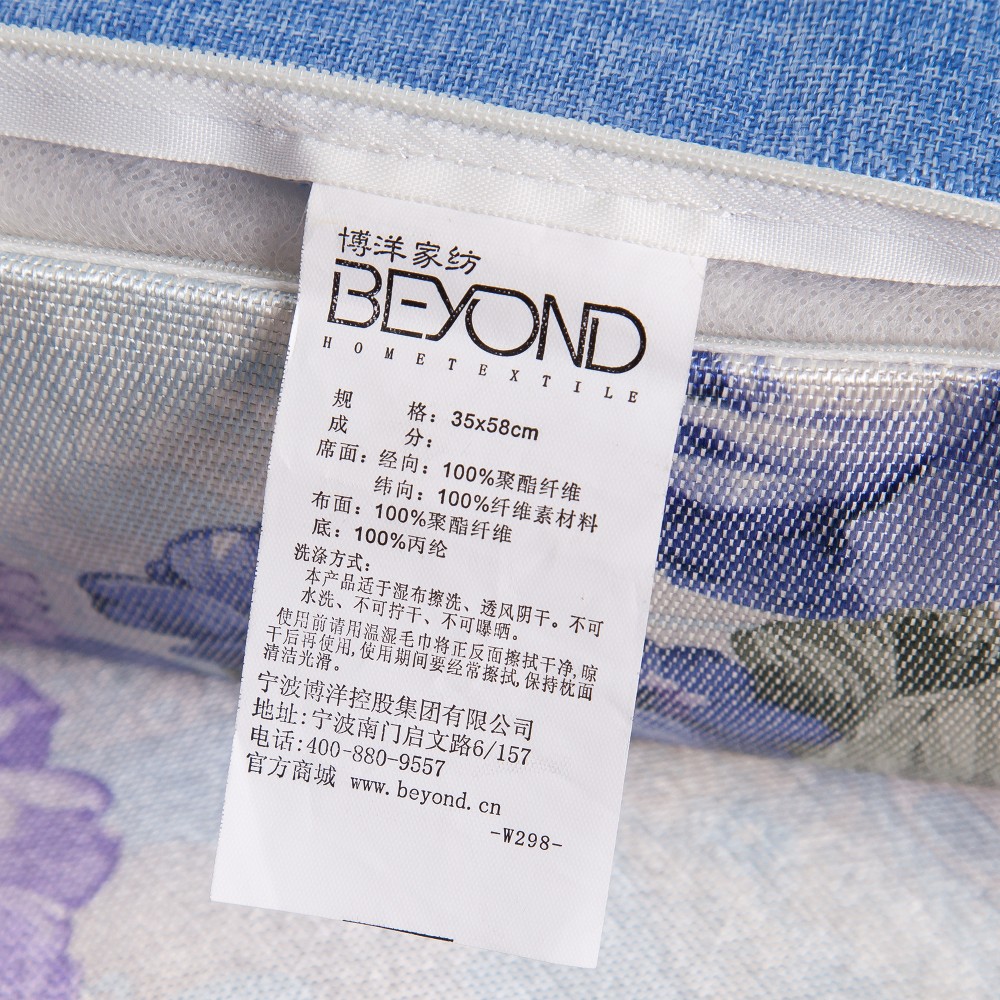 博洋家纺
BEYOND
HOMETEXTILE
规 格：35x58cm
成 分：
席面：经向：100%聚酯纤维
纬向：100%纤维素材料
布面：100%聚酯纤维
底：100%丙纶
洗涤方式：
本产品适于湿布擦洗、透风阴干。不可
水洗、不可拧干、不可曝晒。
使用前请用温湿毛巾将正反面擦拭干净,晾
干后再使用,使用期间要经常擦拭,保持枕面
清洁光滑。
宁波博洋控股集团有限公司
地址:宁波南门启文路6/157
电话:400-880-9557
官方商城 www.beyond.cn
-W298-